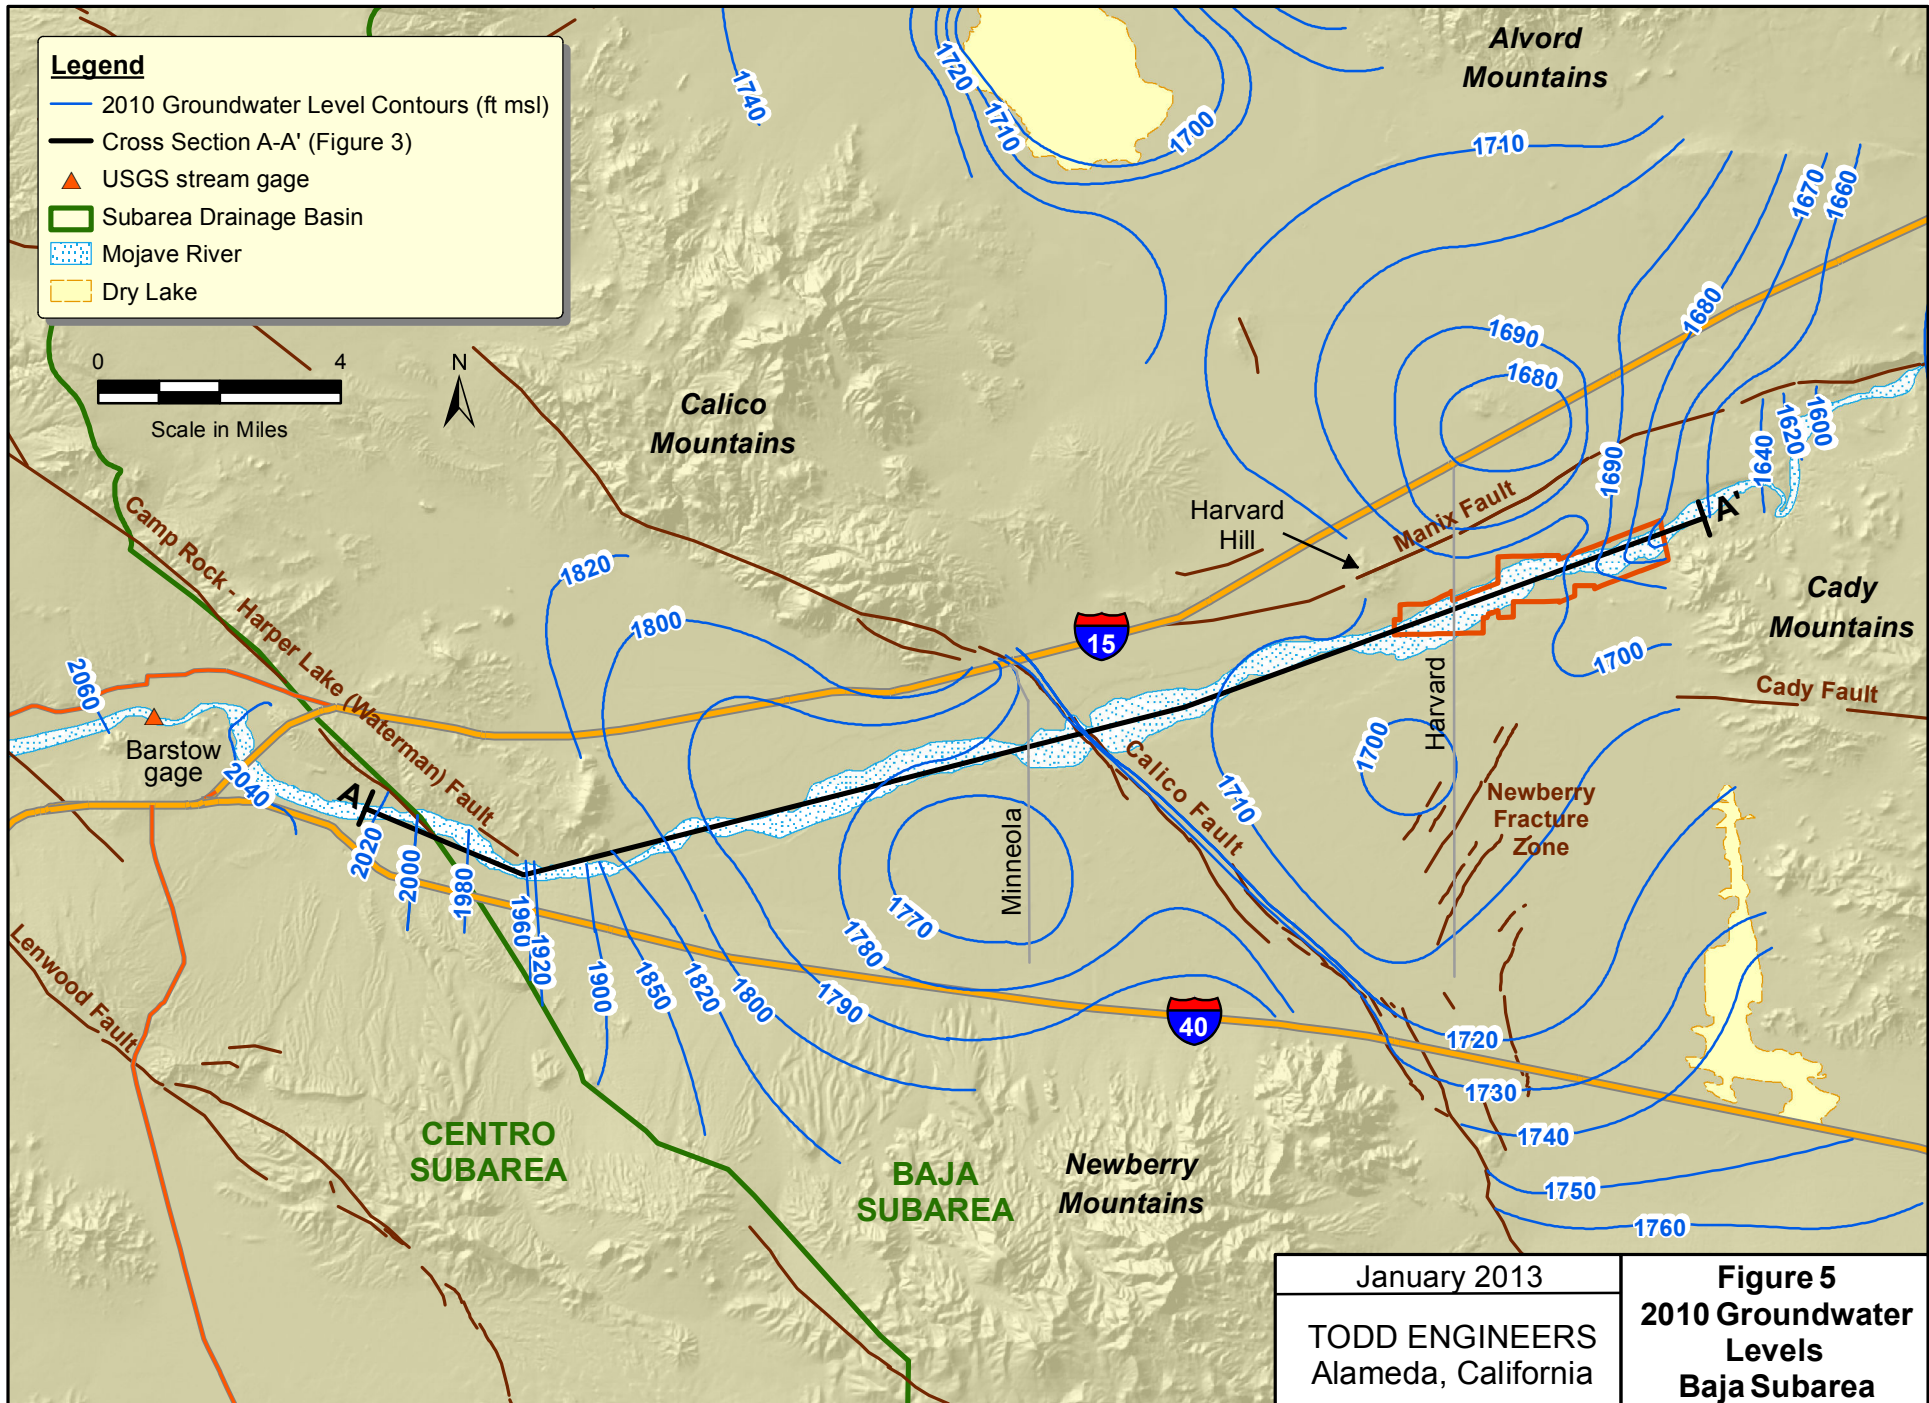 Legend
2010 Groundwater Level Contours (ft msl)
Cross Section A-A' (Figure 3)
USGS stream gage
Subarea Drainage Basin
Mojave River
Dry Lake
0 4
Scale in Miles
N
1740
1720
1710
1700
Alvord
Mountains
1710
1670
1660
1680
1690
1680
Calico
Mountains
1690
1640
1620
1600
Harvard
Hill
Manix Fault
A'
Camp Rock - Harper Lake (Waterman) Fault
1820
1800
15
Cady
Mountains
1700
Cady Fault
2060
Barstow
gage
2040
A
2020
2000
1980
1960
1920
1900
1850
1820
1800
1790
1780
1770
Minneola
Calico Fault
1710
1700
Harvard
Newberry
Fracture
Zone
Lenwood Fault
40
1720
1730
1740
1750
1760
CENTRO
SUBAREA
BAJA
SUBAREA
Newberry
Mountains
January 2013
TODD ENGINEERS
Alameda, California
Figure 5
2010 Groundwater
Levels
Baja Subarea